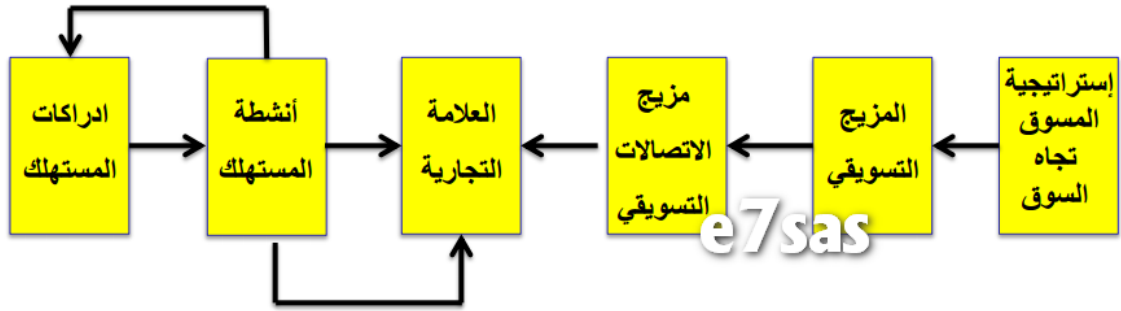 إستراتيجية
المسوق
تجاه
السوق
المزيج
التسويقي
مزيج
الاتصالات
التسويقي
العلامة
التجارية
أنشطة
المستهلك
ادراكات
المستهلك
e7sas